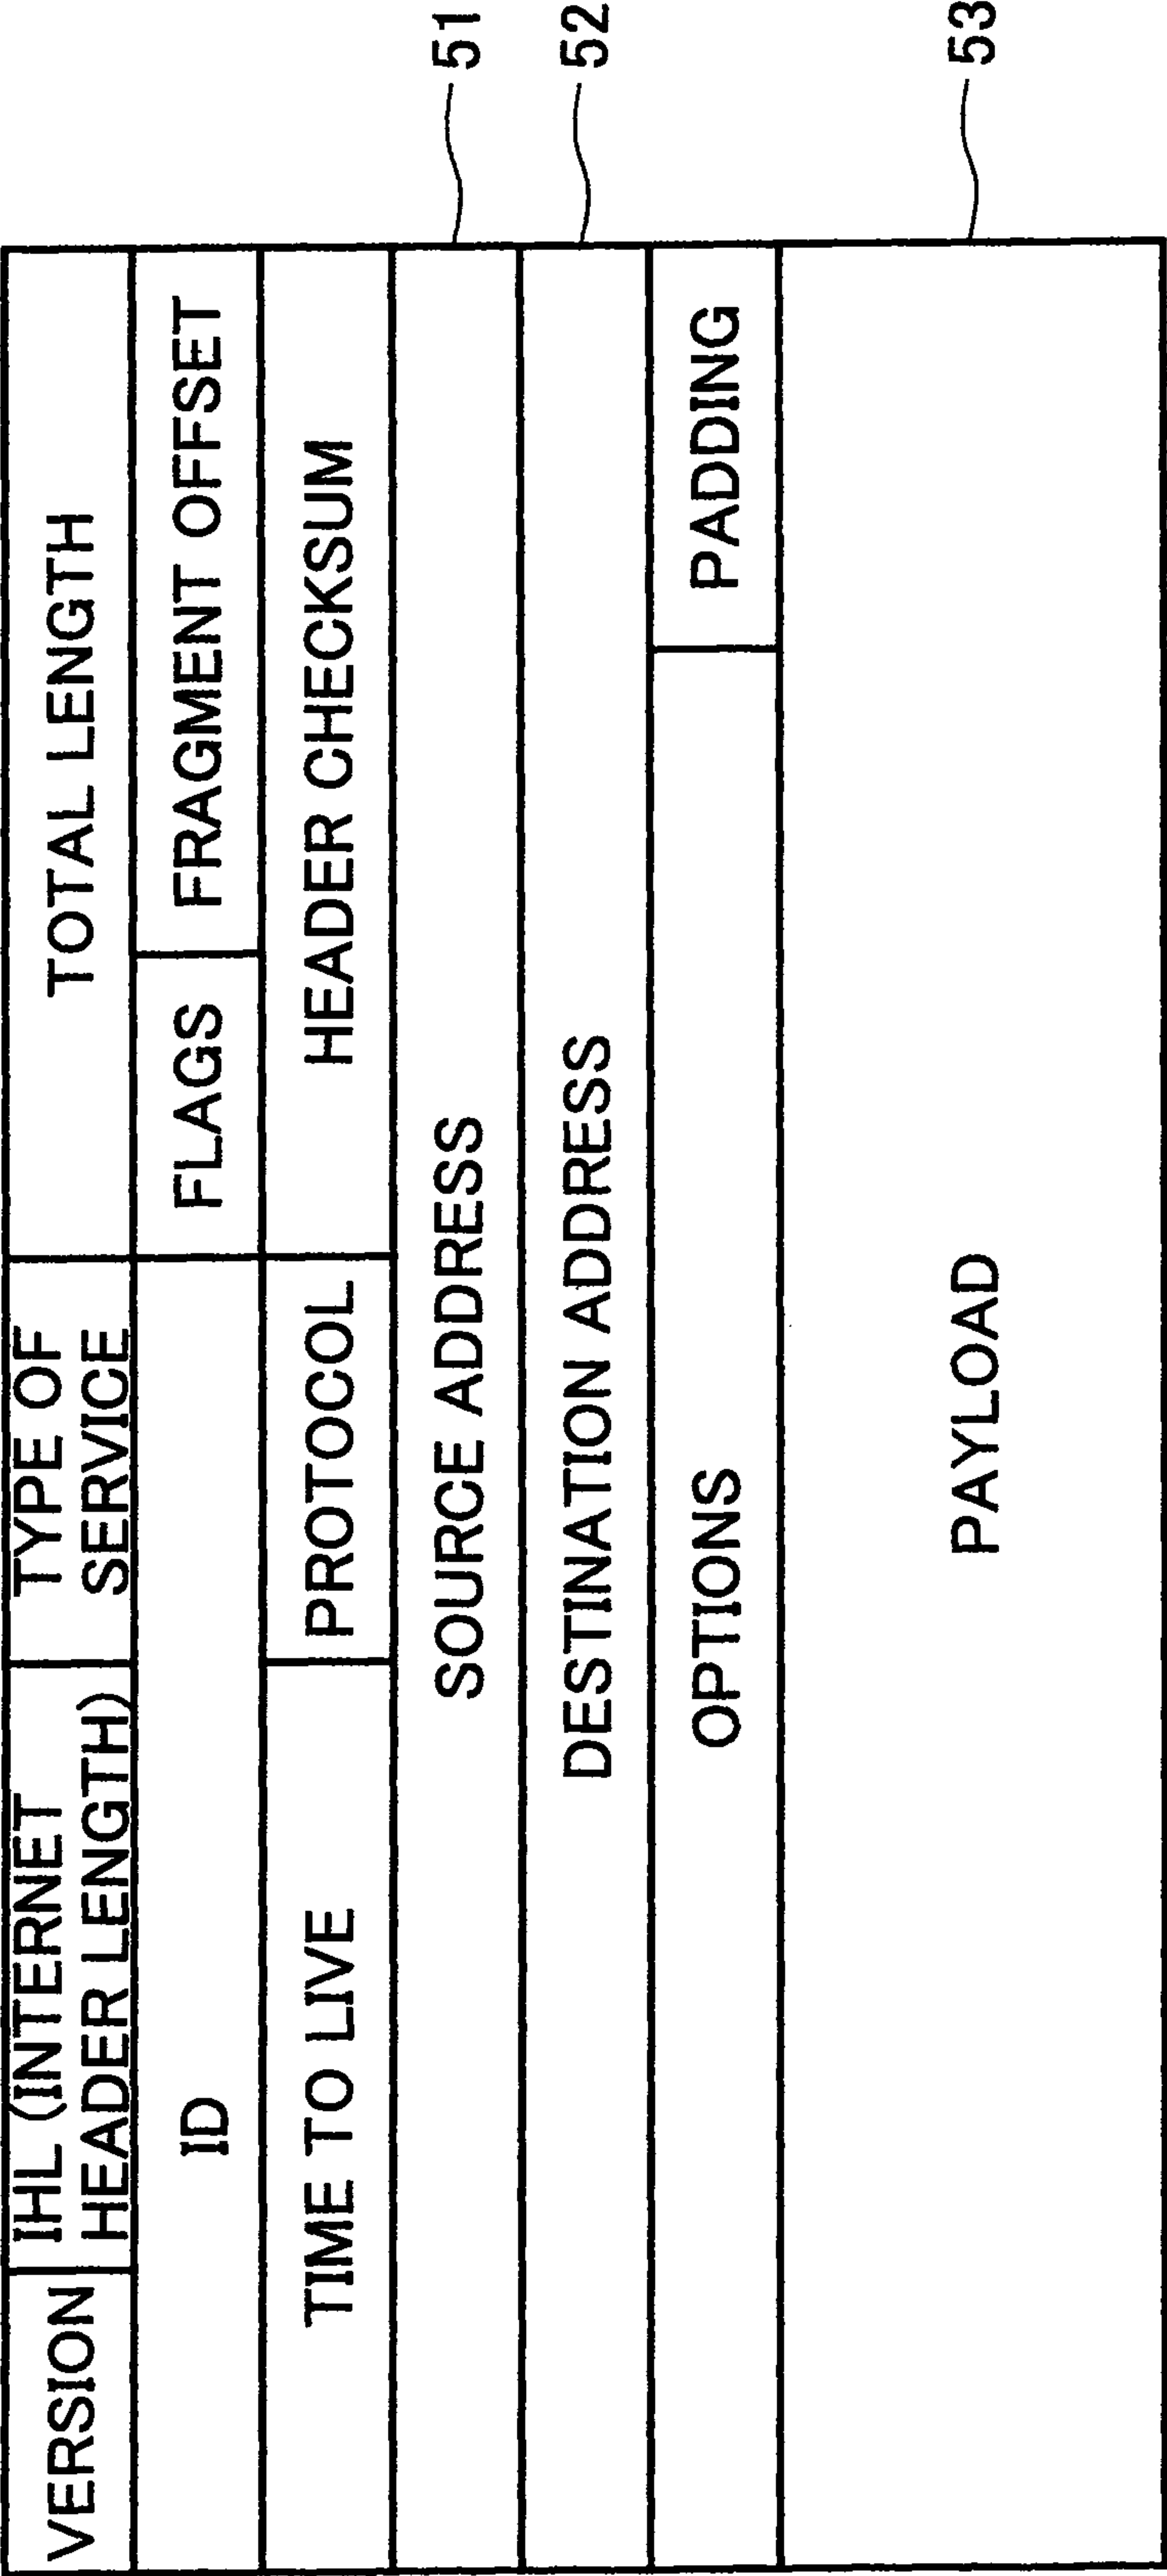 VERSION
IHL (INTERNET
HEADER LENGTH)
TYPE OF
SERVICE
TOTAL LENGTH
ID
FLAGS
FRAGMENT OFFSET
TIME TO LIVE
PROTOCOL
HEADER CHECKSUM
SOURCE ADDRESS
51
DESTINATION ADDRESS
52
OPTIONS
PADDING
PAYLOAD
53